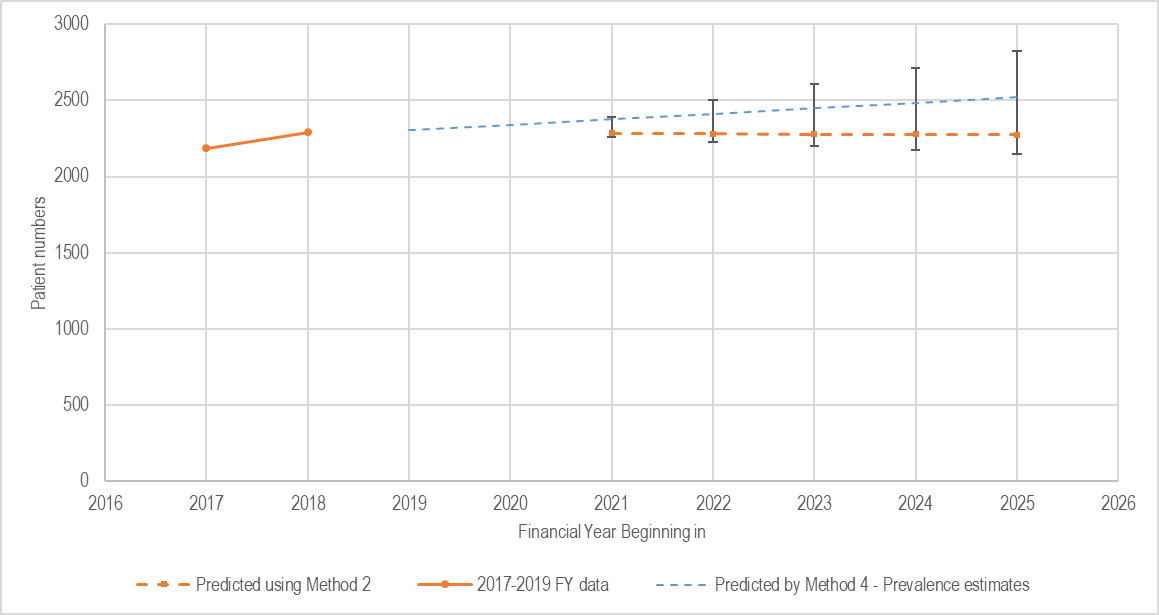 3000
2500
2000
1500
1000
500
0
Patient numbers
2016 2017 2018 2019 2020 2021 2022 2023 2024 2025 2026
Financial Year Beginning in
Predicted using Method 2 2017-2019 FY data Predicted by Method 4 - Prevalence estimates